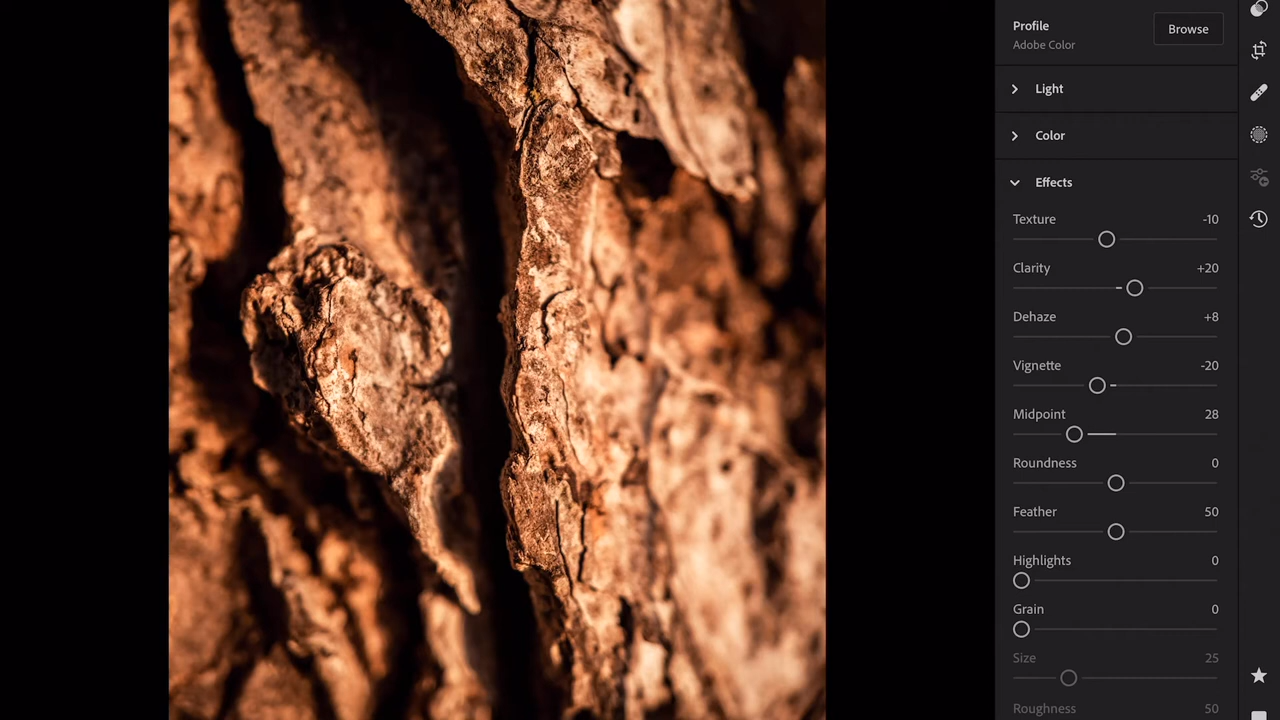 Profile
Adobe Color
Browse
Light
Color
Effects
Texture -10
Clarity +20
Dehaze +8
Vignette -20
Midpoint 28
Roundness 0
Feather 50
Highlights 0
Grain 0
Size 25
Roughness 50